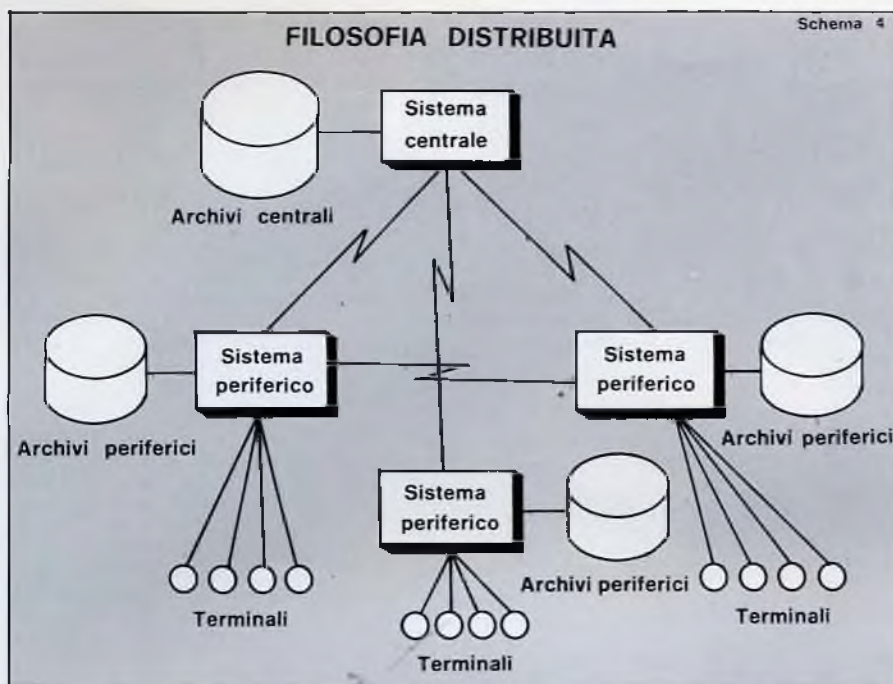 Schema 4
FILOSOFIA DISTRIBUITA
Sistema
centrale
Archivi centrali
Sistema
periferico
Archivi periferici
Terminali
Sistema
periferico
Archivi periferici
Terminali
Sistema
periferico
Archivi periferici
Terminali